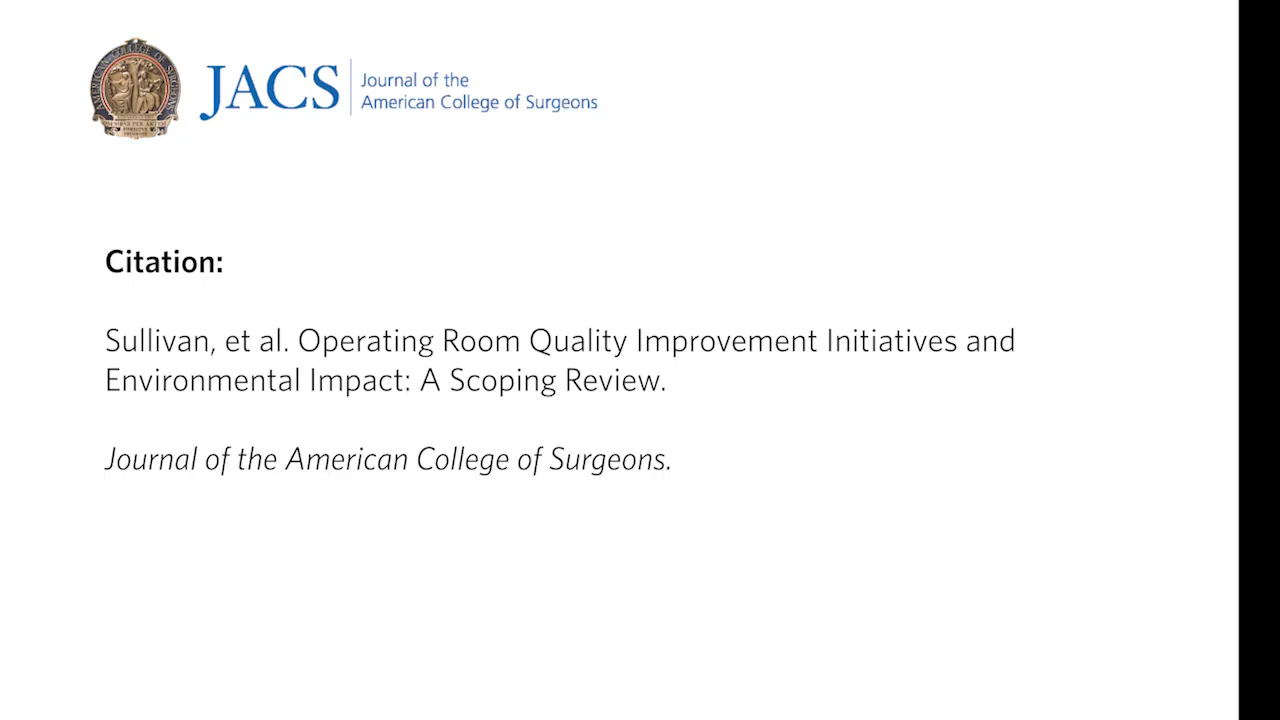 JACS
Journal of the
American College of Surgeons
Citation:
Sullivan, et al. Operating Room Quality Improvement Initiatives and
Environmental Impact: A Scoping Review.
Journal of the American College of Surgeons.